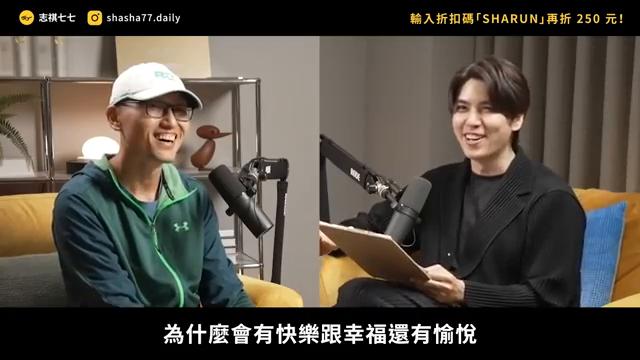 志祺七七 shasha77.daily
輸入折扣碼「SHARUN」再折 250 元!
RODE
為什麼會有快樂跟幸福還有愉悅